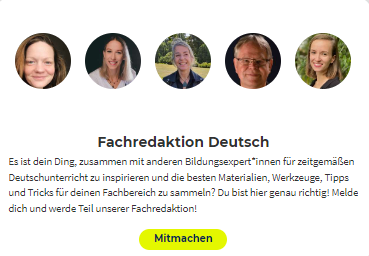 Fachredaktion Deutsch
Es ist dein Ding, zusammen mit anderen Bildungsexpert*innen für zeitgemäßen
Deutschunterricht zu inspirieren und die besten Materialien, Werkzeuge, Tipps
und Tricks für deinen Fachbereich zu sammeln? Du bist hier genau richtig! Melde
dich und werde Teil unserer Fachredaktion!
Mitmachen